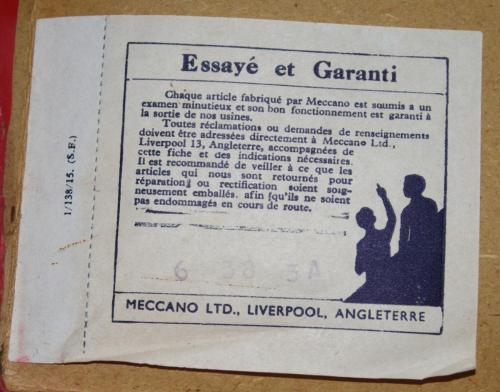 Essayé et Garanti
Chaque article fabriqué par Meccano est soumis a un
examen minutieux et son bon fonctionnement est garanti à
la sortie de nos usines.
Toutes réclamations ou demandes de renseignements
doivent être adressées directement à Meccano Ltd.,
Liverpool 13, Angleterre, accompagnées de
cette fiche et des indications nécessaires.
Il est recommandé de veiller à ce que les
articles qui nous sont retournés pour
réparation ou rectification soient soig-
neusement emballés. afin qu'ils ne soient
pas endommagés en cours de route.
6 38 3A
MECCANO LTD., LIVERPOOL, ANGLETERRE
1/138/15. (S.F.)